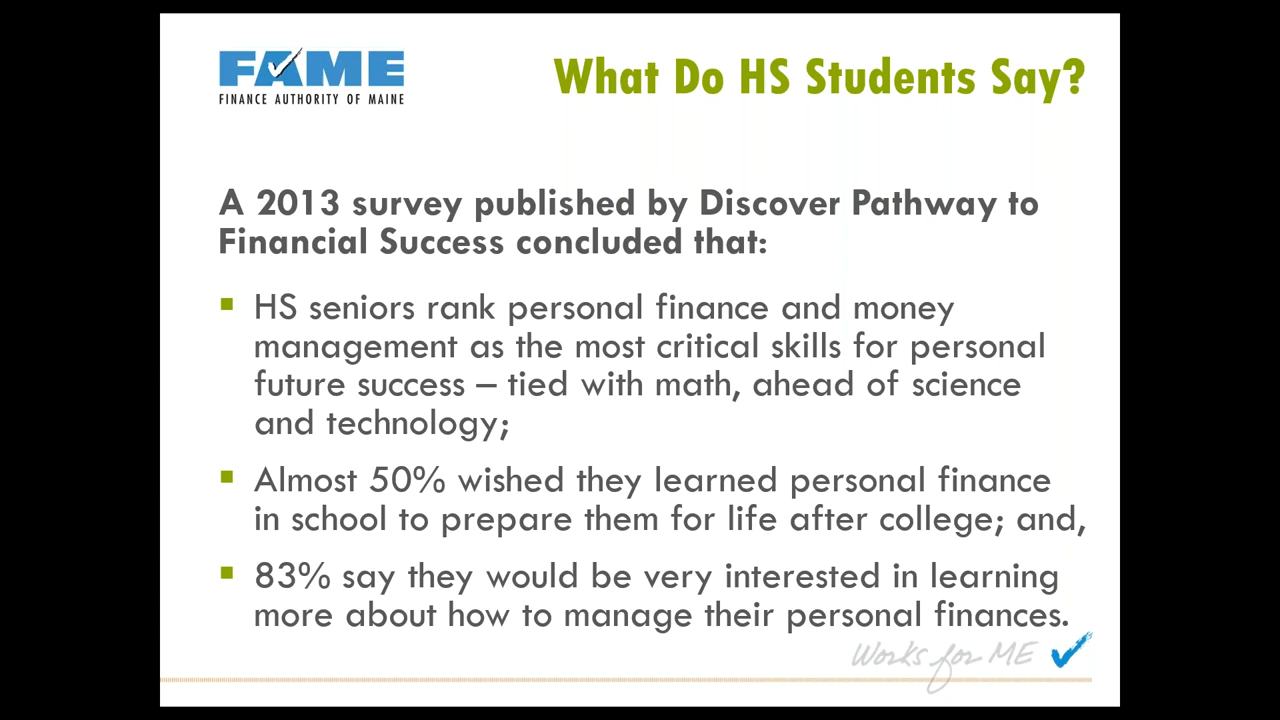 FAME
FINANCE AUTHORITY OF MAINE
What Do HS Students Say?
A 2013 survey published by Discover Pathway to
Financial Success concluded that:
HS seniors rank personal finance and money
management as the most critical skills for personal
future success – tied with math, ahead of science
and technology;
Almost 50% wished they learned personal finance
in school to prepare them for life after college; and,
83% say they would be very interested in learning
more about how to manage their personal finances.
Works for ME